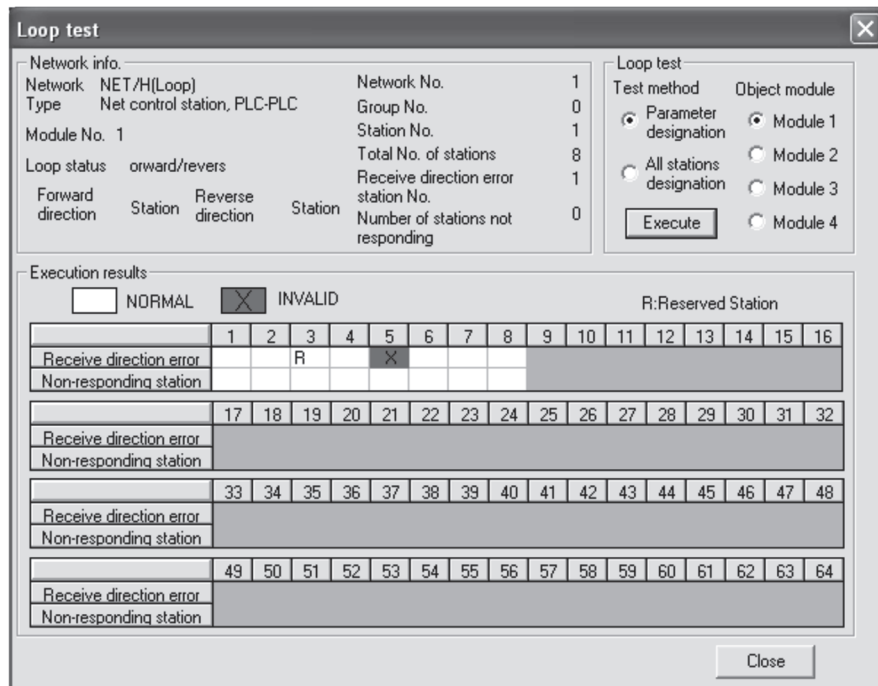 Loop test
Network info.
Network NET/H(Loop)
Type Net control station, PLC-PLC
Module No. 1
Loop status orward/revers
Forward direction Station Reverse direction Station
Network No. 1
Group No. 0
Station No. 1
Total No. of stations 8
Receive direction error station No. 1
Number of stations not responding 0
Loop test
Test method
Parameter designation
All stations designation
Execute
Object module
Module 1
Module 2
Module 3
Module 4
Execution results
NORMAL X INVALID R:Reserved Station
1 2 3 4 5 6 7 8 9 10 11 12 13 14 15 16
Receive direction error R X
Non-responding station
17 18 19 20 21 22 23 24 25 26 27 28 29 30 31 32
Receive direction error
Non-responding station
33 34 35 36 37 38 39 40 41 42 43 44 45 46 47 48
Receive direction error
Non-responding station
49 50 51 52 53 54 55 56 57 58 59 60 61 62 63 64
Receive direction error
Non-responding station
Close